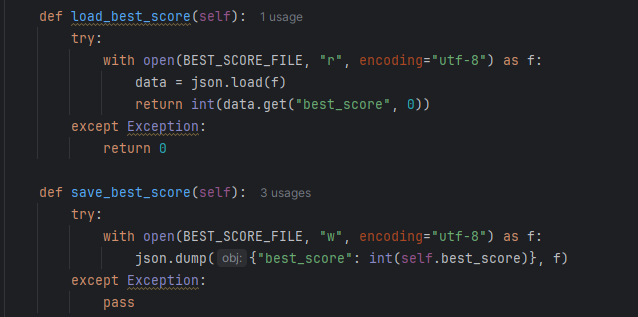 def load_best_score(self): 1 usage
    try:
        with open(BEST_SCORE_FILE, "r", encoding="utf-8") as f:
            data = json.load(f)
            return int(data.get("best_score", 0))
    except Exception:
        return 0
def save_best_score(self): 3 usages
    try:
        with open(BEST_SCORE_FILE, "w", encoding="utf-8") as f:
            json.dump( obj: {"best_score": int(self.best_score)}, f)
    except Exception:
        pass